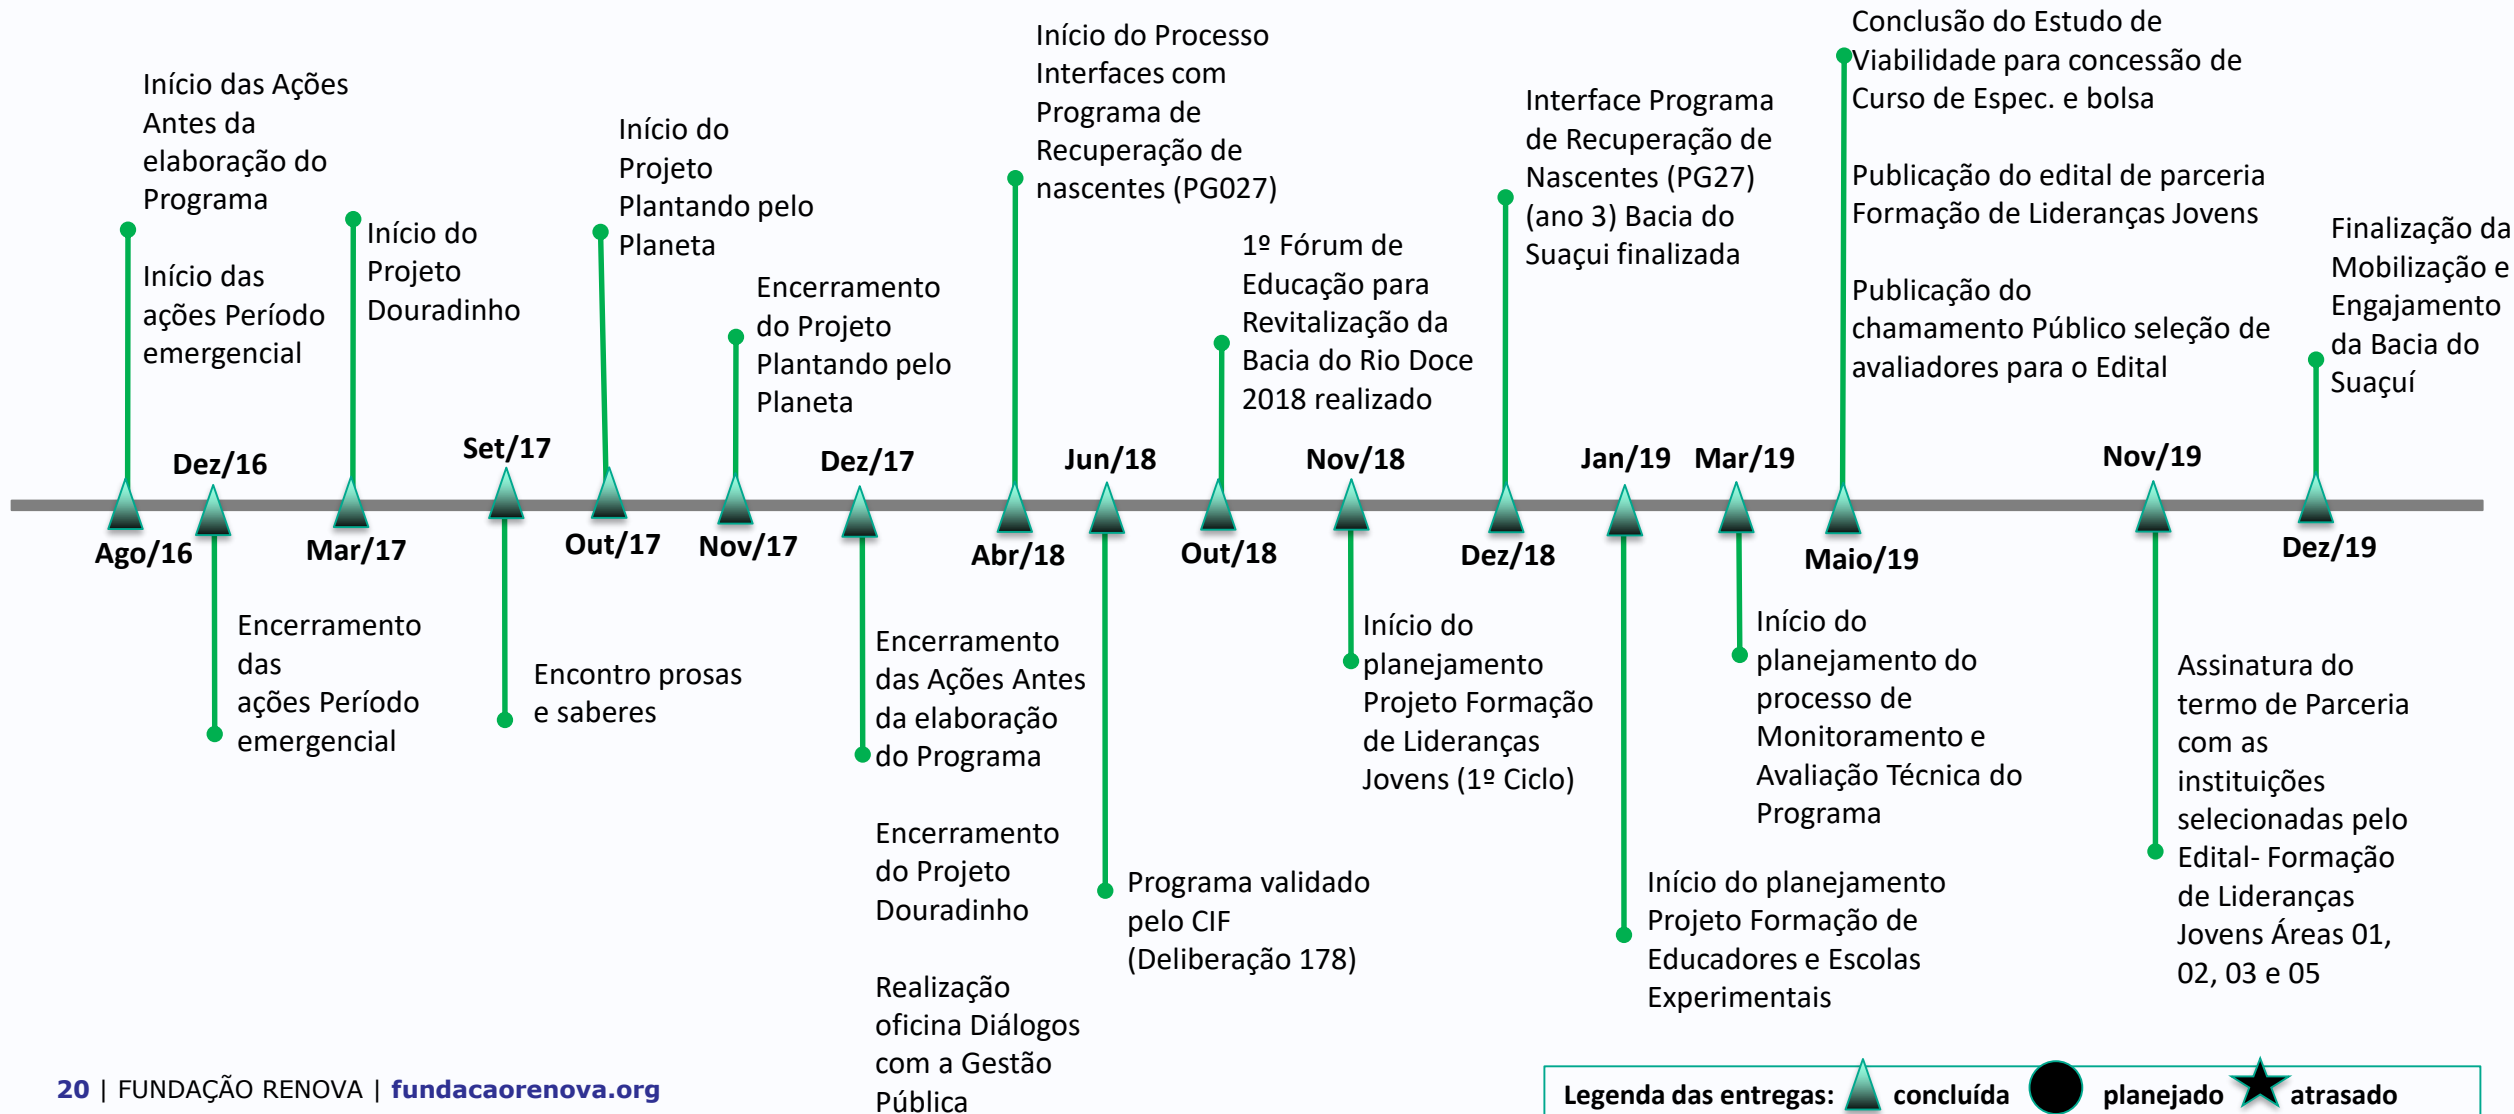 Início das Ações
Antes da
elaboração do
Programa
Início das
ações Período
emergencial
Início do
Projeto
Douradinho
Início do
Projeto
Plantando pelo
Planeta
Encerramento
do Projeto
Plantando pelo
Planeta
Início do Processo
Interfaces com
Programa de
Recuperação de
nascentes (PG027)
1º Fórum de
Educação para
Revitalização da
Bacia do Rio Doce
2018 realizado
Interface Programa
de Recuperação de
Nascentes (PG27)
(ano 3) Bacia do
Suaçui finalizada
Conclusão do Estudo de
Viabilidade para concessão de
Curso de Espec. e bolsa
Publicação do edital de parceria
Formação de Lideranças Jovens
Publicação do
chamamento Público seleção de
avaliadores para o Edital
Finalização da
Mobilização e
Engajamento
da Bacia do
Suaçuí
Dez/16
Set/17
Dez/17
Jun/18
Nov/18
Jan/19
Mar/19
Nov/19
Ago/16
Mar/17
Out/17
Nov/17
Abr/18
Out/18
Dez/18
Maio/19
Dez/19
Encerramento
das
ações Período
emergencial
Encontro prosas
e saberes
Encerramento
das Ações Antes
da elaboração
do Programa
Encerramento
do Projeto
Douradinho
Realização
oficina Diálogos
com a Gestão
Pública
Programa validado
pelo CIF
(Deliberação 178)
Início do
planejamento
Projeto Formação
de Lideranças
Jovens (1º Ciclo)
Início do planejamento
Projeto Formação de
Educadores e Escolas
Experimentais
Início do
planejamento do
processo de
Monitoramento e
Avaliação Técnica do
Programa
Assinatura do
termo de Parceria
com as
instituições
selecionadas pelo
Edital- Formação
de Lideranças
Jovens Áreas 01,
02, 03 e 05
20 | FUNDAÇÃO RENOVA | fundacaorenova.org
Legenda das entregas: concluída planejado atrasado